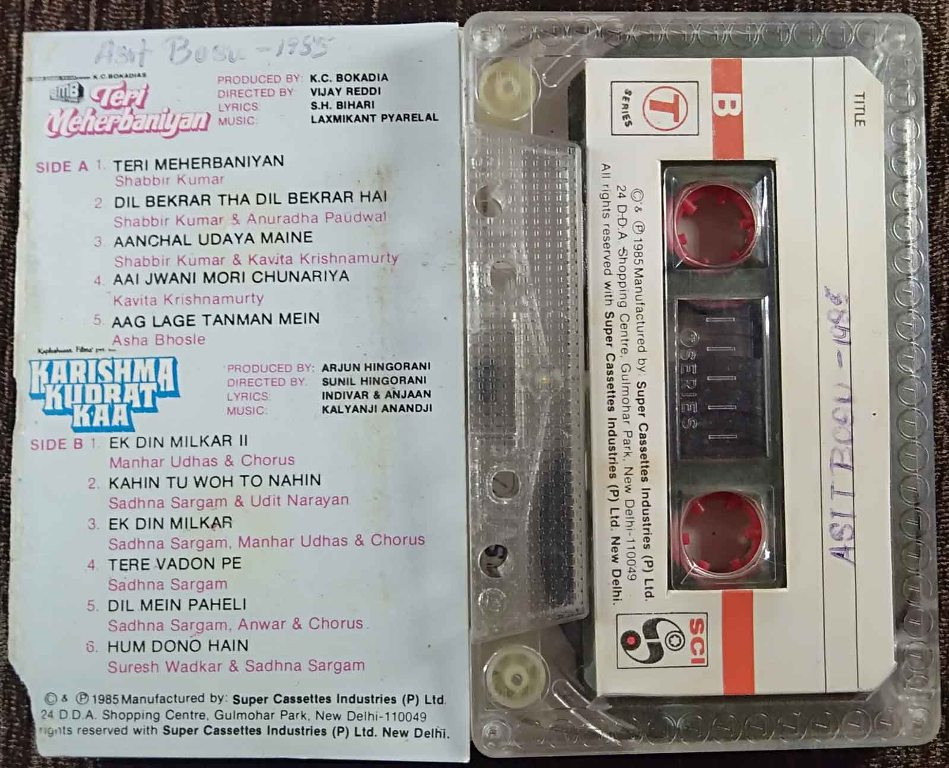 Asit Bosu - 1985
K.C. BOKADIAS
BMB
Teri Meherbaniyan
PRODUCED BY: K.C. BOKADIA
DIRECTED BY: VIJAY REDDI
LYRICS: S.H. BIHARI
MUSIC: LAXMIKANT PYARELAL
SIDE A 1. TERI MEHERBANIYAN
Shabbir Kumar
2 DIL BEKRAR THA DIL BEKRAR HAI
Shabbir Kumar & Anuradha Paudwal
3. AANCHAL UDAYA MAINE
Shabbir Kumar & Kavita Krishnamurty
4. AAI JWANI MORI CHUNARIYA
Kavita Krishnamurty
5. AAG LAGE TANMAN MEIN
Asha Bhosle
KARISHMA
KUDRAT
KAA
PRODUCED BY: ARJUN HINGORANI
DIRECTED BY: SUNIL HINGORANI
LYRICS: INDIVAR & ANJAAN
MUSIC: KALYANJI ANANDJI
SIDE B 1. EK DIN MILKAR II
Manhar Udhas & Chorus
2. KAHIN TU WOH TO NAHIN
Sadhna Sargam & Udit Narayan
3. EK DIN MILKAR
Sadhna Sargam, Manhar Udhas & Chorus
4. TERE VADON PE
Sadhna Sargam
5. DIL MEIN PAHELI
Sadhna Sargam, Anwar & Chorus
6. HUM DONO HAIN
Suresh Wadkar & Sadhna Sargam
© & ℗ 1985 Manufactured by: Super Cassettes Industries (P) Ltd.
24 D.D.A. Shopping Centre, Gulmohar Park, New Delhi-110049
rights reserved with Super Cassettes Industries (P) Ltd. New Delhi.
TITLE
ASIT BOSU - 1985
B
T
SERIES
SERIES
© & ℗ 1985 Manufactured by: Super Cassettes Industries (P) Ltd.
24 D.D.A. Shopping Centre, Gulmohar Park, New Delhi-110049
All rights reserved with Super Cassettes Industries (P) Ltd. New Delhi.
SCI